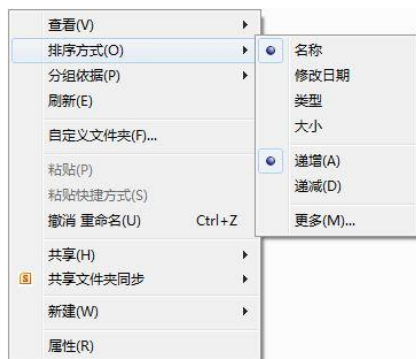 查看(V)
排序方式(O)
分组依据(P)
刷新(E)
自定义文件夹(F)...
粘贴(P)
粘贴快捷方式(S)
撤消 重命名(U) Ctrl+Z
共享(H)
S 共享文件夹同步
新建(W)
属性(R)
名称
修改日期
类型
大小
递增(A)
递减(D)
更多(M)...